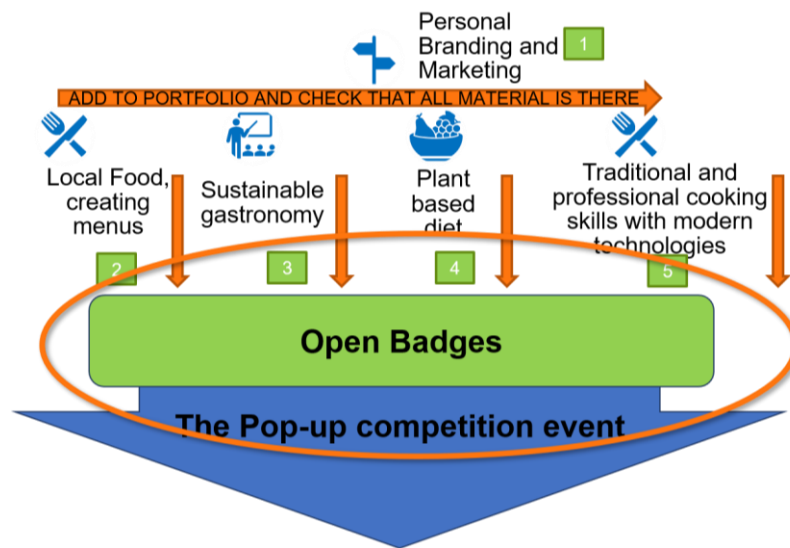 Personal
Branding and
Marketing
1
ADD TO PORTFOLIO AND CHECK THAT ALL MATERIAL IS THERE
Local Food,
creating
menus
2
Sustainable
gastronomy
3
Plant
based
diet
4
Traditional and
professional cooking
skills with modern
technologies
5
Open Badges
The Pop-up competition event